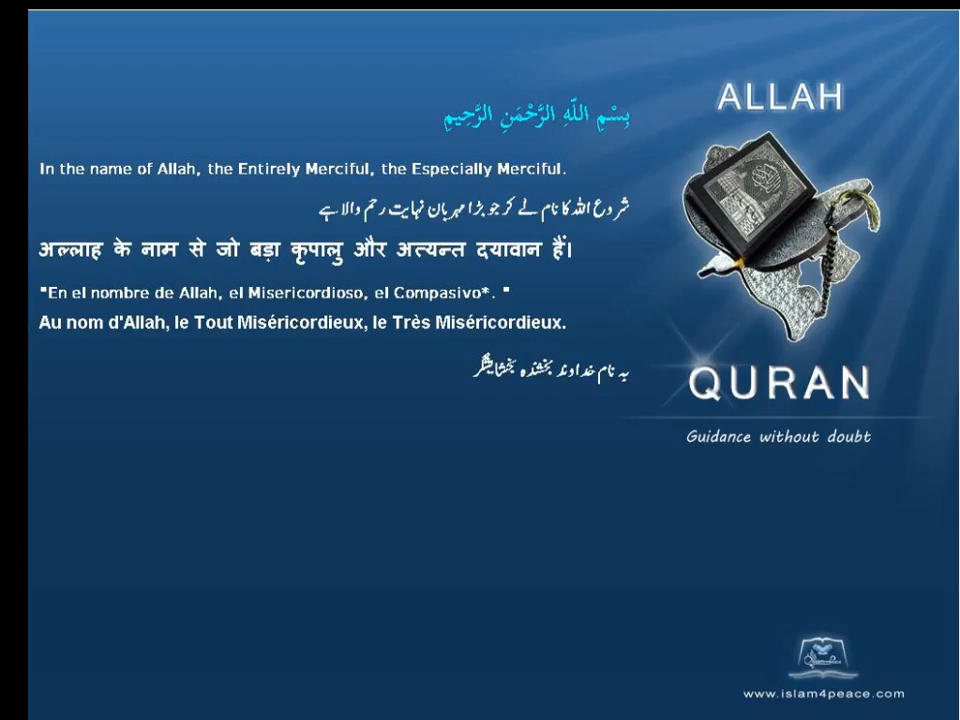 بِسْمِ اللَّهِ الرَّحْمَنِ الرَّحِيمِ
In the name of Allah, the Entirely Merciful, the Especially Merciful.
شروع الله کا نام لے کر جو بڑا مہربان نہایت رحم والا ہے
अल्लाह के नाम से जो बड़ा कृपालु और अत्यन्त दयावान हैं।
"En el nombre de Allah, el Misericordioso, el Compasivo*. "
Au nom d'Allah, le Tout Miséricordieux, le Très Miséricordieux.
به نام خداوند بخشنده بخشایشگر
ALLAH
QURAN
Guidance without doubt
www.islam4peace.com